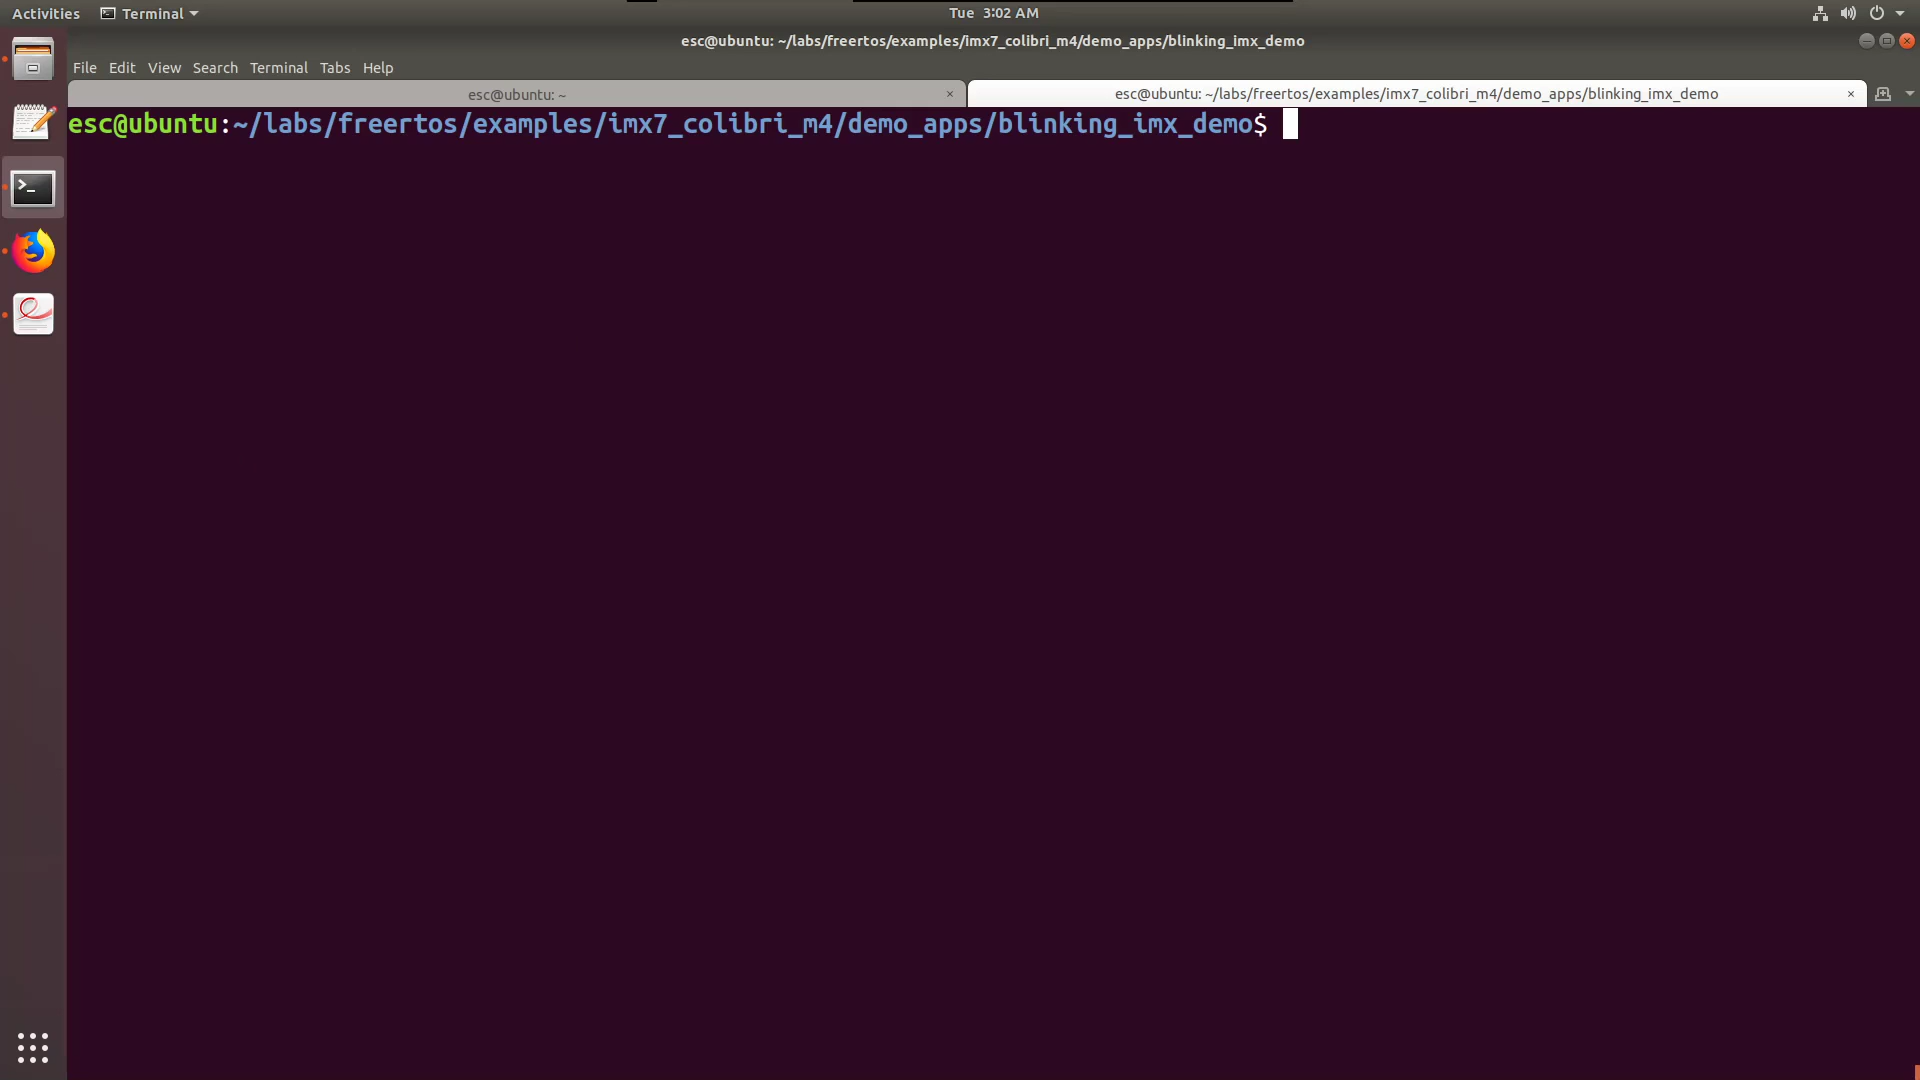 Activities Terminal Tue 3:02 AM
esc@ubuntu: ~/labs/freertos/examples/imx7_colibri_m4/demo_apps/blinking_imx_demo
File Edit View Search Terminal Tabs Help
esc@ubuntu: ~ × esc@ubuntu: ~/labs/freertos/examples/imx7_colibri_m4/demo_apps/blinking_imx_demo ×
esc@ubuntu:~/labs/freertos/examples/imx7_colibri_m4/demo_apps/blinking_imx_demo$